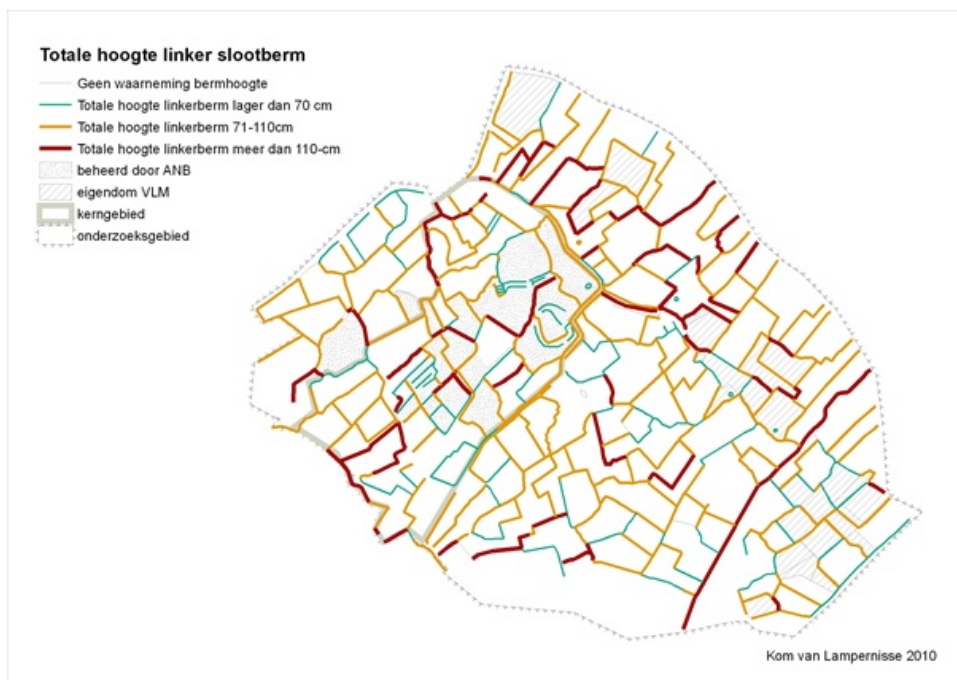 Totale hoogte linker slootberm
Geen waarneming bermhoogte
Totale hoogte linkerberm lager dan 70 cm
Totale hoogte linkerberm 71-110cm
Totale hoogte linkerberm meer dan 110-cm
beheerd door ANB
eigendom VLM
kerngebied
onderzoeksgebied
Kom van Lampernisse 2010